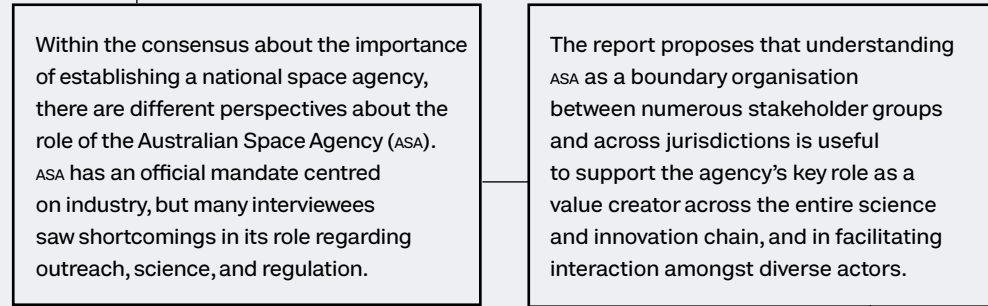 Within the consensus about the importance
of establishing a national space agency,
there are different perspectives about the
role of the Australian Space Agency (ASA).
ASA has an official mandate centred
on industry, but many interviewees
saw shortcomings in its role regarding
outreach, science, and regulation.
The report proposes that understanding
ASA as a boundary organisation
between numerous stakeholder groups
and across jurisdictions is useful
to support the agency's key role as a
value creator across the entire science
and innovation chain, and in facilitating
interaction amongst diverse actors.